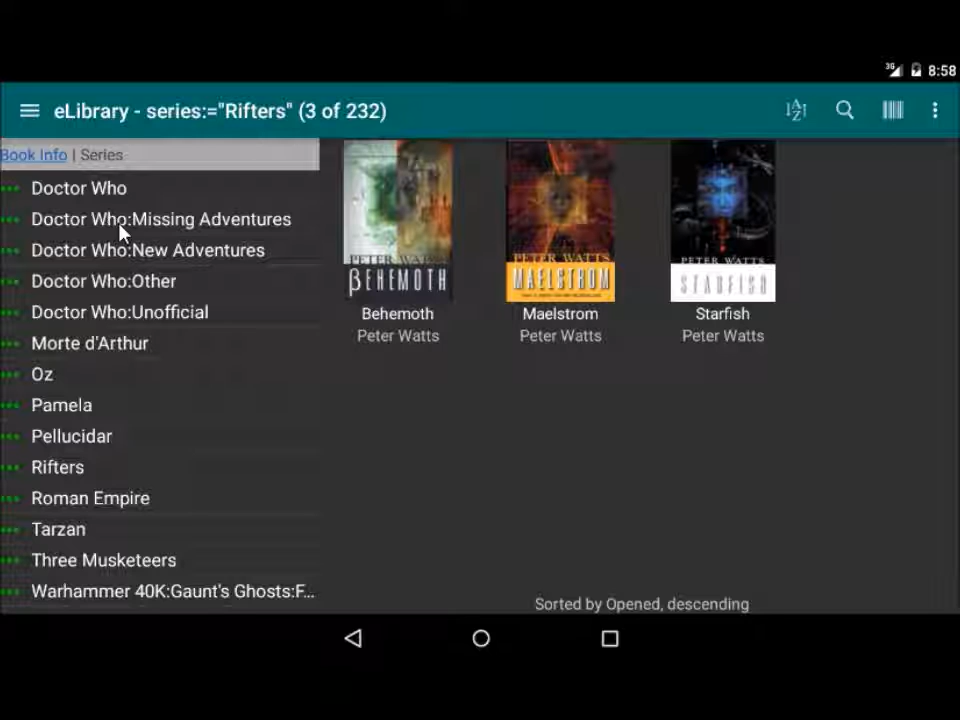 3G 8:58
eLibrary - series:="Rifters" (3 of 232)
Book Info | Series
Doctor Who
Doctor Who:Missing Adventures
Doctor Who:New Adventures
Doctor Who:Other
Doctor Who:Unofficial
Morte d'Arthur
Oz
Pamela
Pellucidar
Rifters
Roman Empire
Tarzan
Three Musketeers
Warhammer 40K:Gaunt's Ghosts:F...
PETER WATTS
βEHEMOTH
Behemoth
Peter Watts
PETER WATTS
MAELSTROM
Maelstrom
Peter Watts
PETER WATTS
STARFISH
Starfish
Peter Watts
Sorted by Opened, descending